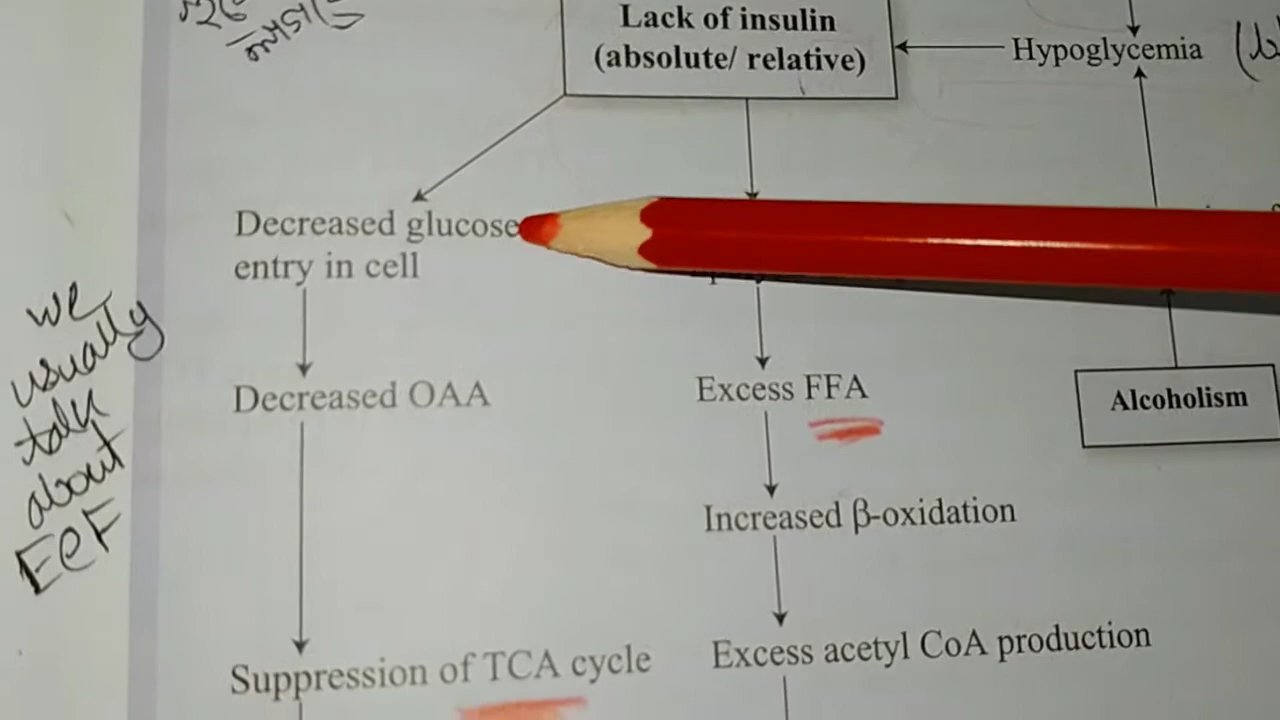 Lack of insulin
(absolute/ relative)
Hypoglycemia
Decreased glucose
entry in cell
Decreased OAA
Excess FFA
Alcoholism
Increased β-oxidation
Suppression of TCA cycle
Excess acetyl CoA production
we
usually
talk
about
ECF